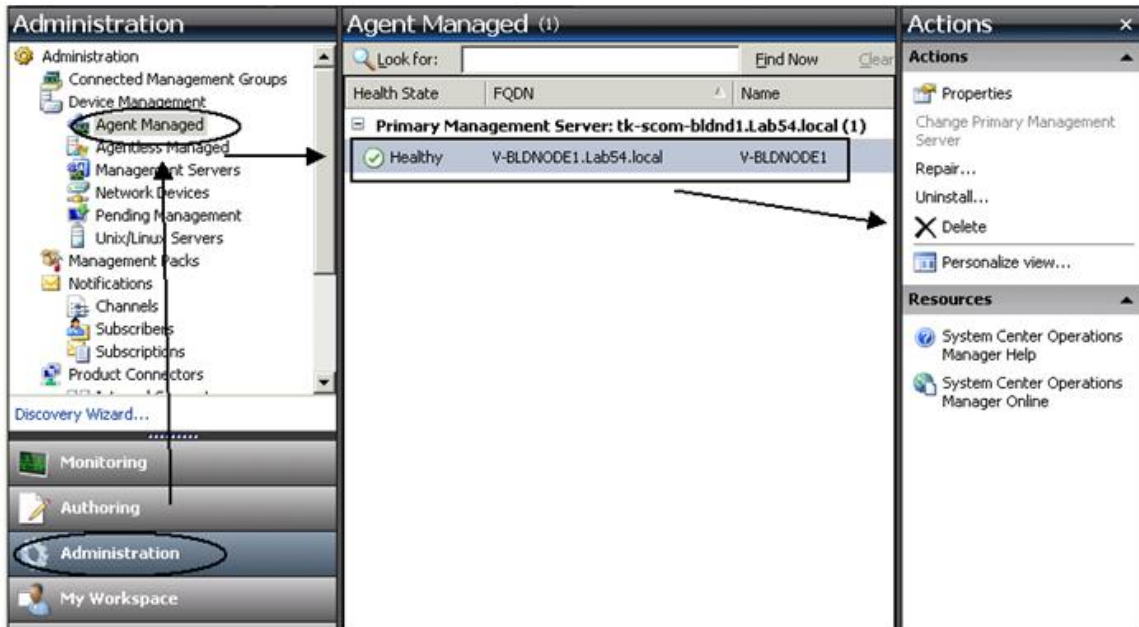 Administration
Administration
Connected Management Groups
Device Management
Agent Managed
Agentless Managed
Management Servers
Network Devices
Pending Management
Unix/Linux Servers
Management Packs
Notifications
Channels
Subscribers
Subscriptions
Product Connectors
Discovery Wizard...
Monitoring
Authoring
Administration
My Workspace
Agent Managed (1)
Look for:
Find Now
Clear
Health State
FQDN
Name
Primary Management Server: tk-scom-bldnd1.Lab54.local (1)
Healthy
V-BLDNODE1.Lab54.local
V-BLDNODE1
Actions
Actions
Properties
Change Primary Management
Server
Repair...
Uninstall...
Delete
Personalize view...
Resources
System Center Operations
Manager Help
System Center Operations
Manager Online